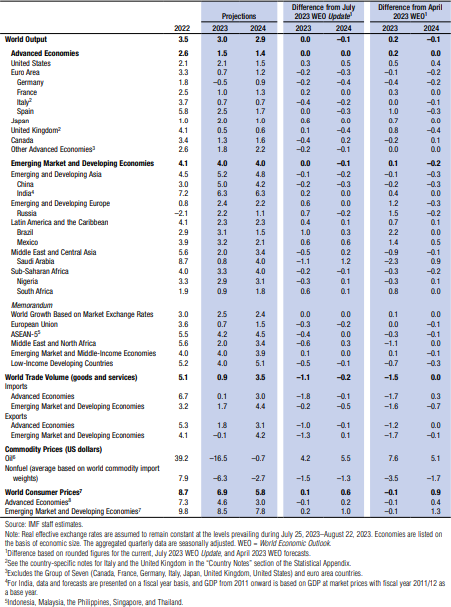 Difference from July Difference from April
Projections 2023 WEO Update1 2023 WEO1
2022 2023 2024 2023 2024 2023 2024
World Output 3.5 3.0 2.9 0.0 –0.1 0.2 –0.1
Advanced Economies 2.6 1.5 1.4 0.0 0.0 0.2 0.0
United States 2.1 2.1 1.5 0.3 0.5 0.5 0.4
Euro Area 3.3 0.7 1.2 –0.2 –0.3 –0.1 –0.2
Germany 1.8 –0.5 0.9 –0.2 –0.4 –0.4 –0.2
France 2.5 1.0 1.3 0.2 0.0 0.3 0.0
Italy2 3.7 0.7 0.7 –0.4 –0.2 0.0 –0.1
Spain 5.8 2.5 1.7 0.0 –0.3 1.0 –0.3
Japan 1.0 2.0 1.0 0.6 0.0 0.7 0.0
United Kingdom2 4.1 0.5 0.6 0.1 –0.4 0.8 –0.4
Canada 3.4 1.3 1.6 –0.4 0.2 –0.2 0.1
Other Advanced Economies3 2.6 1.8 2.2 –0.2 –0.1 0.0 0.0
Emerging Market and Developing Economies 4.1 4.0 4.0 0.0 –0.1 0.1 –0.2
Emerging and Developing Asia 4.5 5.2 4.8 –0.1 –0.2 –0.1 –0.3
China 3.0 5.0 4.2 –0.2 –0.3 –0.2 –0.3
India4 7.2 6.3 6.3 0.2 0.0 0.4 0.0
Emerging and Developing Europe 0.8 2.4 2.2 0.6 0.0 1.2 –0.3
Russia –2.1 2.2 1.1 0.7 –0.2 1.5 –0.2
Latin America and the Caribbean 4.1 2.3 2.3 0.4 0.1 0.7 0.1
Brazil 2.9 3.1 1.5 1.0 0.3 2.2 0.0
Mexico 3.9 3.2 2.1 0.6 0.6 1.4 0.5
Middle East and Central Asia 5.6 2.0 3.4 –0.5 0.2 –0.9 –0.1
Saudi Arabia 8.7 0.8 4.0 –1.1 1.2 –2.3 0.9
Sub-Saharan Africa 4.0 3.3 4.0 –0.2 –0.1 –0.3 –0.2
Nigeria 3.3 2.9 3.1 –0.3 0.1 –0.3 0.1
South Africa 1.9 0.9 1.8 0.6 0.1 0.8 0.0
Memorandum
World Growth Based on Market Exchange Rates 3.0 2.5 2.4 0.0 0.0 0.1 0.0
European Union 3.6 0.7 1.5 –0.3 –0.2 0.0 –0.1
ASEAN-55 5.5 4.2 4.5 –0.4 0.0 –0.3 –0.1
Middle East and North Africa 5.6 2.0 3.4 –0.6 0.3 –1.1 0.0
Emerging Market and Middle-Income Economies 4.0 4.0 3.9 0.1 0.0 0.1 –0.1
Low-Income Developing Countries 5.2 4.0 5.1 –0.5 –0.1 –0.7 –0.3
World Trade Volume (goods and services) 5.1 0.9 3.5 –1.1 –0.2 –1.5 0.0
Imports
Advanced Economies 6.7 0.1 3.0 –1.8 –0.1 –1.7 0.3
Emerging Market and Developing Economies 3.2 1.7 4.4 –0.2 –0.5 –1.6 –0.7
Exports
Advanced Economies 5.3 1.8 3.1 –1.0 –0.1 –1.2 0.0
Emerging Market and Developing Economies 4.1 –0.1 4.2 –1.3 0.1 –1.7 –0.1
Commodity Prices (US dollars)
Oil6 39.2 –16.5 –0.7 4.2 5.5 7.6 5.1
Nonfuel (average based on world commodity import
weights) 7.9 –6.3 –2.7 –1.5 –1.3 –3.5 –1.7
World Consumer Prices7 8.7 6.9 5.8 0.1 0.6 –0.1 0.9
Advanced Economies8 7.3 4.6 3.0 –0.1 0.2 –0.1 0.4
Emerging Market and Developing Economies7 9.8 8.5 7.8 0.2 1.0 –0.1 1.3
Source: IMF staff estimates.
Note: Real effective exchange rates are assumed to remain constant at the levels prevailing during July 25, 2023–August 22, 2023. Economies are listed on
the basis of economic size. The aggregated quarterly data are seasonally adjusted. WEO = World Economic Outlook.
1Difference based on rounded figures for the current, July 2023 WEO Update, and April 2023 WEO forecasts.
2See the country-specific notes for Italy and the United Kingdom in the “Country Notes” section of the Statistical Appendix.
3Excludes the Group of Seven (Canada, France, Germany, Italy, Japan, United Kingdom, United States) and euro area countries.
4For India, data and forecasts are presented on a fiscal year basis, and GDP from 2011 onward is based on GDP at market prices with fiscal year 2011/12 as
a base year.
5Indonesia, Malaysia, the Philippines, Singapore, and Thailand.